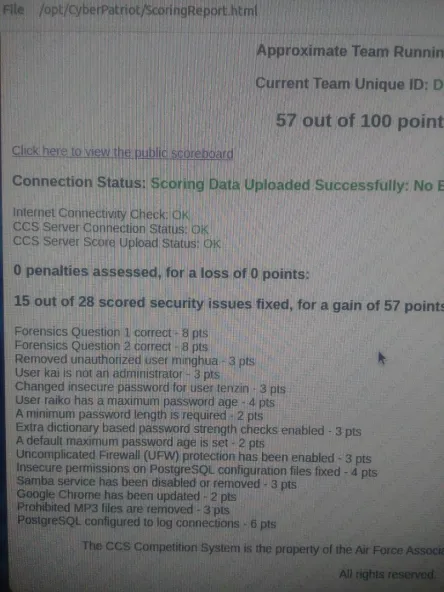 File /opt/CyberPatriot/ScoringReport.html
Approximate Team Runnin
Current Team Unique ID: D
57 out of 100 point
Click here to view the public scoreboard
Connection Status: Scoring Data Uploaded Successfully: No E
Internet Connectivity Check: OK
CCS Server Connection Status: OK
CCS Server Score Upload Status: OK
0 penalties assessed, for a loss of 0 points:
15 out of 28 scored security issues fixed, for a gain of 57 points
Forensics Question 1 correct - 8 pts
Forensics Question 2 correct - 8 pts
Removed unauthorized user minghua - 3 pts
User kai is not an administrator - 3 pts
Changed insecure password for user tenzin - 3 pts
User raiko has a maximum password age - 4 pts
A minimum password length is required - 2 pts
Extra dictionary based password strength checks enabled - 3 pts
A default maximum password age is set - 2 pts
Uncomplicated Firewall (UFW) protection has been enabled - 3 pts
Insecure permissions on PostgreSQL configuration files fixed - 4 pts
Samba service has been disabled or removed - 3 pts
Google Chrome has been updated - 2 pts
Prohibited MP3 files are removed - 3 pts
PostgreSQL configured to log connections - 6 pts
The CCS Competition System is the property of the Air Force Associa
All rights reserved.